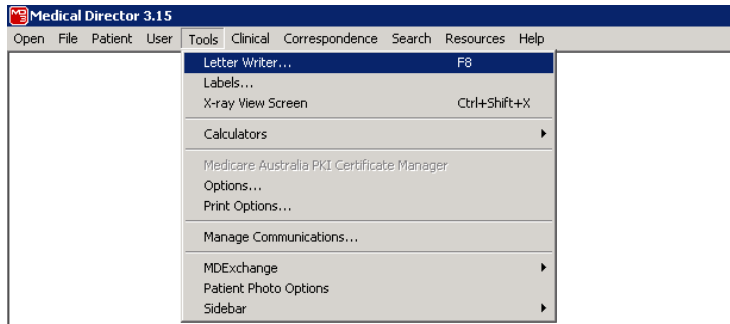 Medical Director 3.15
Open File Patient User Tools Clinical Correspondence Search Resources Help
Letter Writer... F8
Labels...
X-ray View Screen Ctrl+Shift+X
Calculators
Medicare Australia PKI Certificate Manager
Options...
Print Options...
Manage Communications...
MDExchange
Patient Photo Options
Sidebar